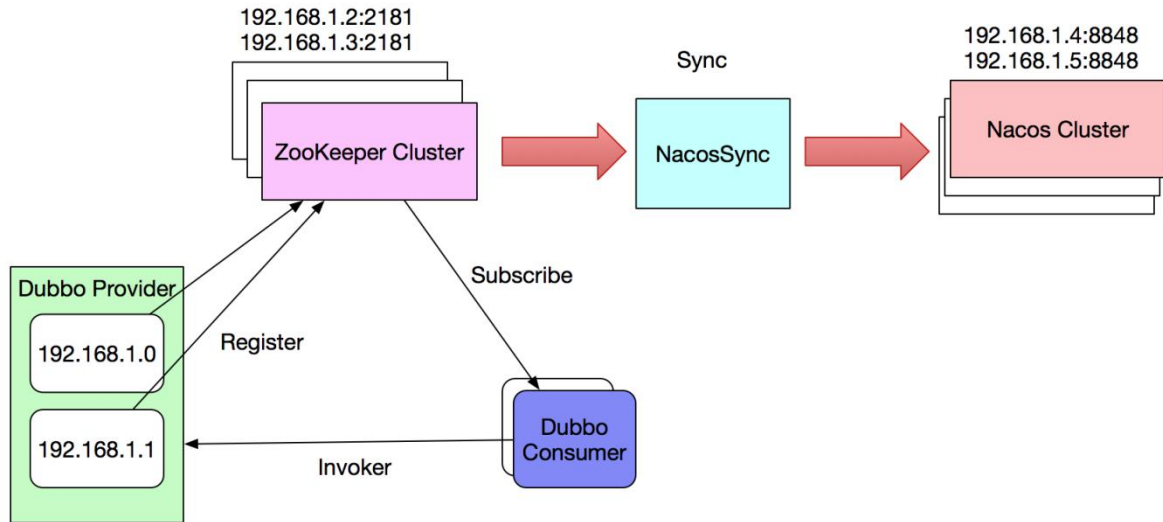 192.168.1.2:2181
192.168.1.3:2181
192.168.1.4:8848
192.168.1.5:8848
Sync
ZooKeeper Cluster
NacosSync
Nacos Cluster
Subscribe
Dubbo Provider
192.168.1.0
Register
192.168.1.1
Dubbo
Consumer
Invoker